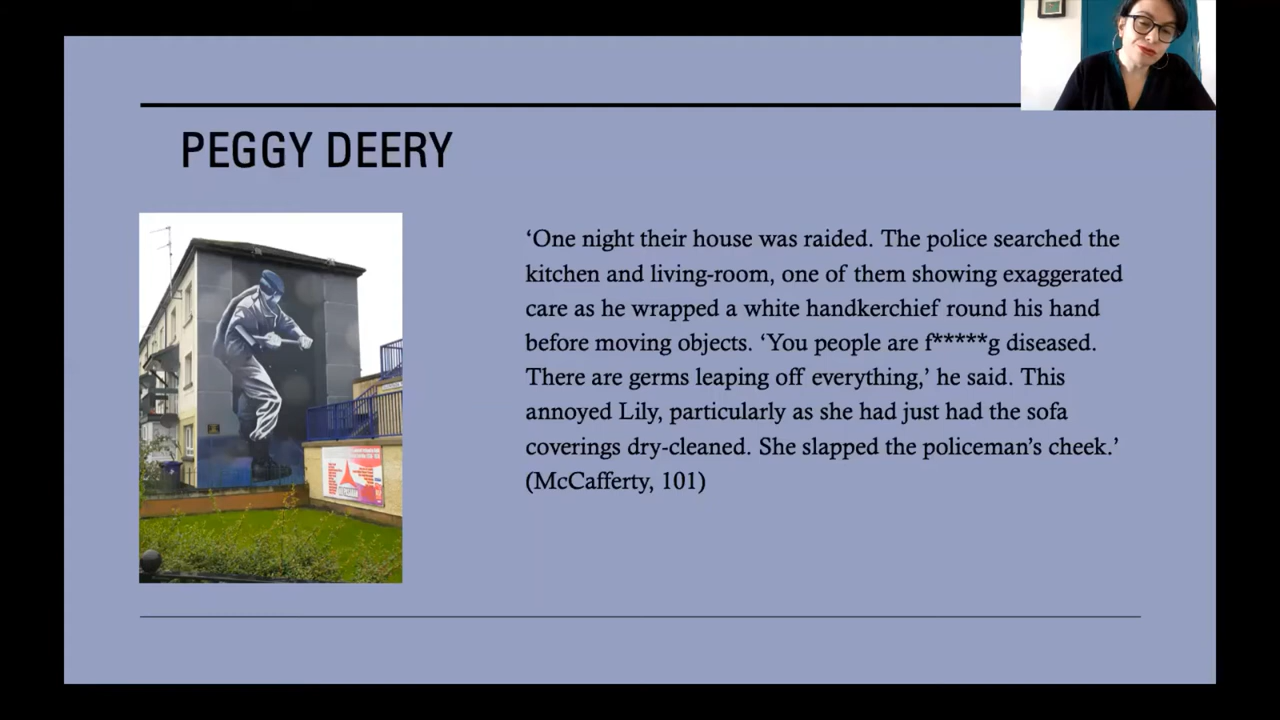 PEGGY DEERY
‘One night their house was raided. The police searched the
kitchen and living-room, one of them showing exaggerated
care as he wrapped a white handkerchief round his hand
before moving objects. ‘You people are f*****g diseased.
There are germs leaping off everything,’ he said. This
annoyed Lily, particularly as she had just had the sofa
coverings dry-cleaned. She slapped the policeman’s cheek.’
(McCafferty, 101)